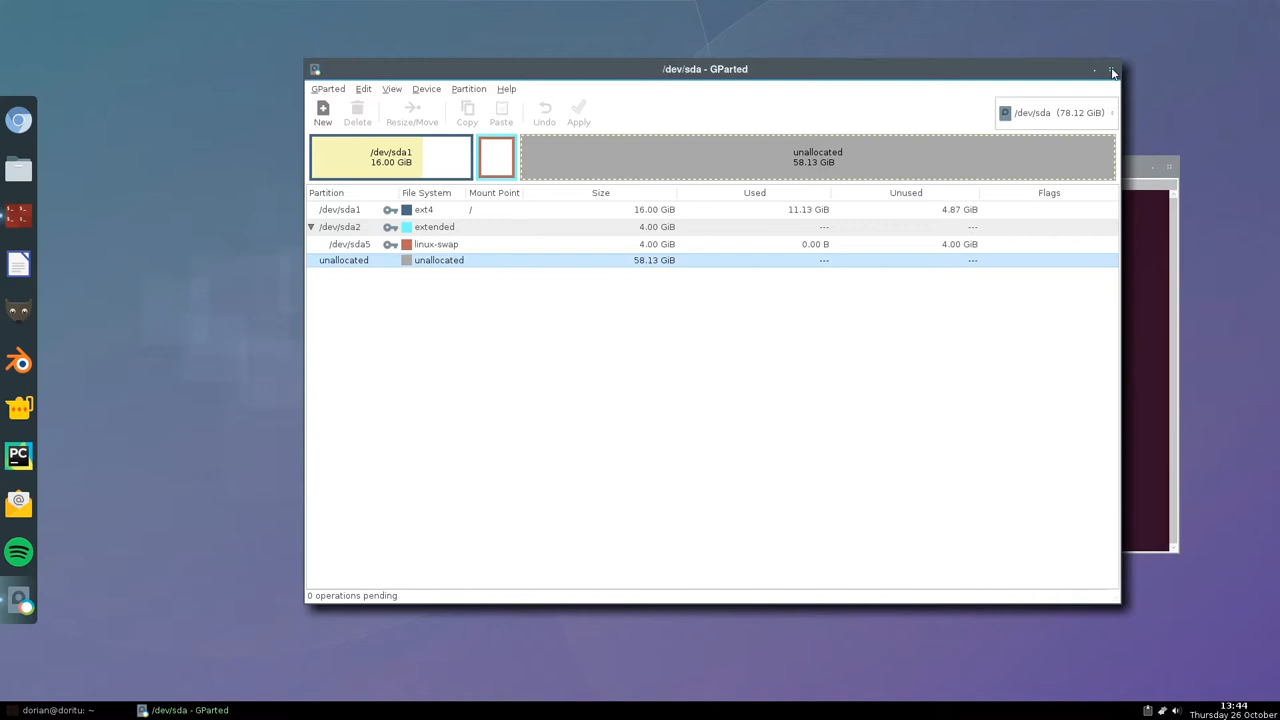 /dev/sda - GParted
GParted Edit View Device Partition Help
New Delete Resize/Move Copy Paste Undo Apply
/dev/sda (78.12 GiB)
/dev/sda1
16.00 GiB
unallocated
58.13 GiB
Partition File System Mount Point Size Used Unused Flags
/dev/sda1 ext4 / 16.00 GiB 11.13 GiB 4.87 GiB
/dev/sda2 extended 4.00 GiB --- ---
/dev/sda5 linux-swap 4.00 GiB 0.00 B 4.00 GiB
unallocated unallocated 58.13 GiB --- ---
0 operations pending
PC
dorian@doritu: ~
/dev/sda - GParted
13:44
Thursday 26 October